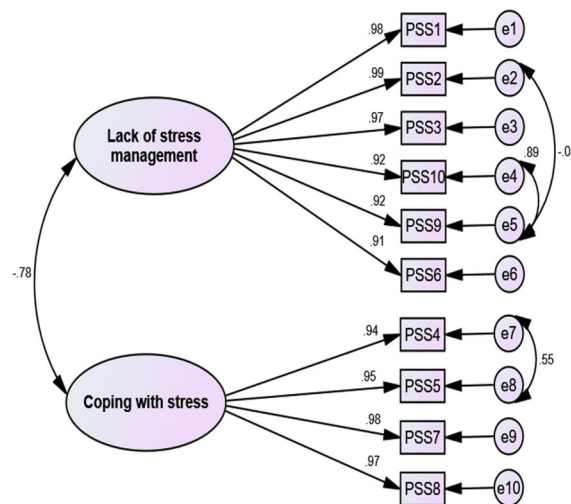 .98
PSS1
e1
.99
PSS2
e2
.97
PSS3
e3
.92
PSS10
e4
.89
-.0
.92
PSS9
e5
.91
PSS6
e6
Lack of stress
management
-.78
.94
PSS4
e7
.95
PSS5
e8
.55
Coping with stress
.98
PSS7
e9
.97
PSS8
e10